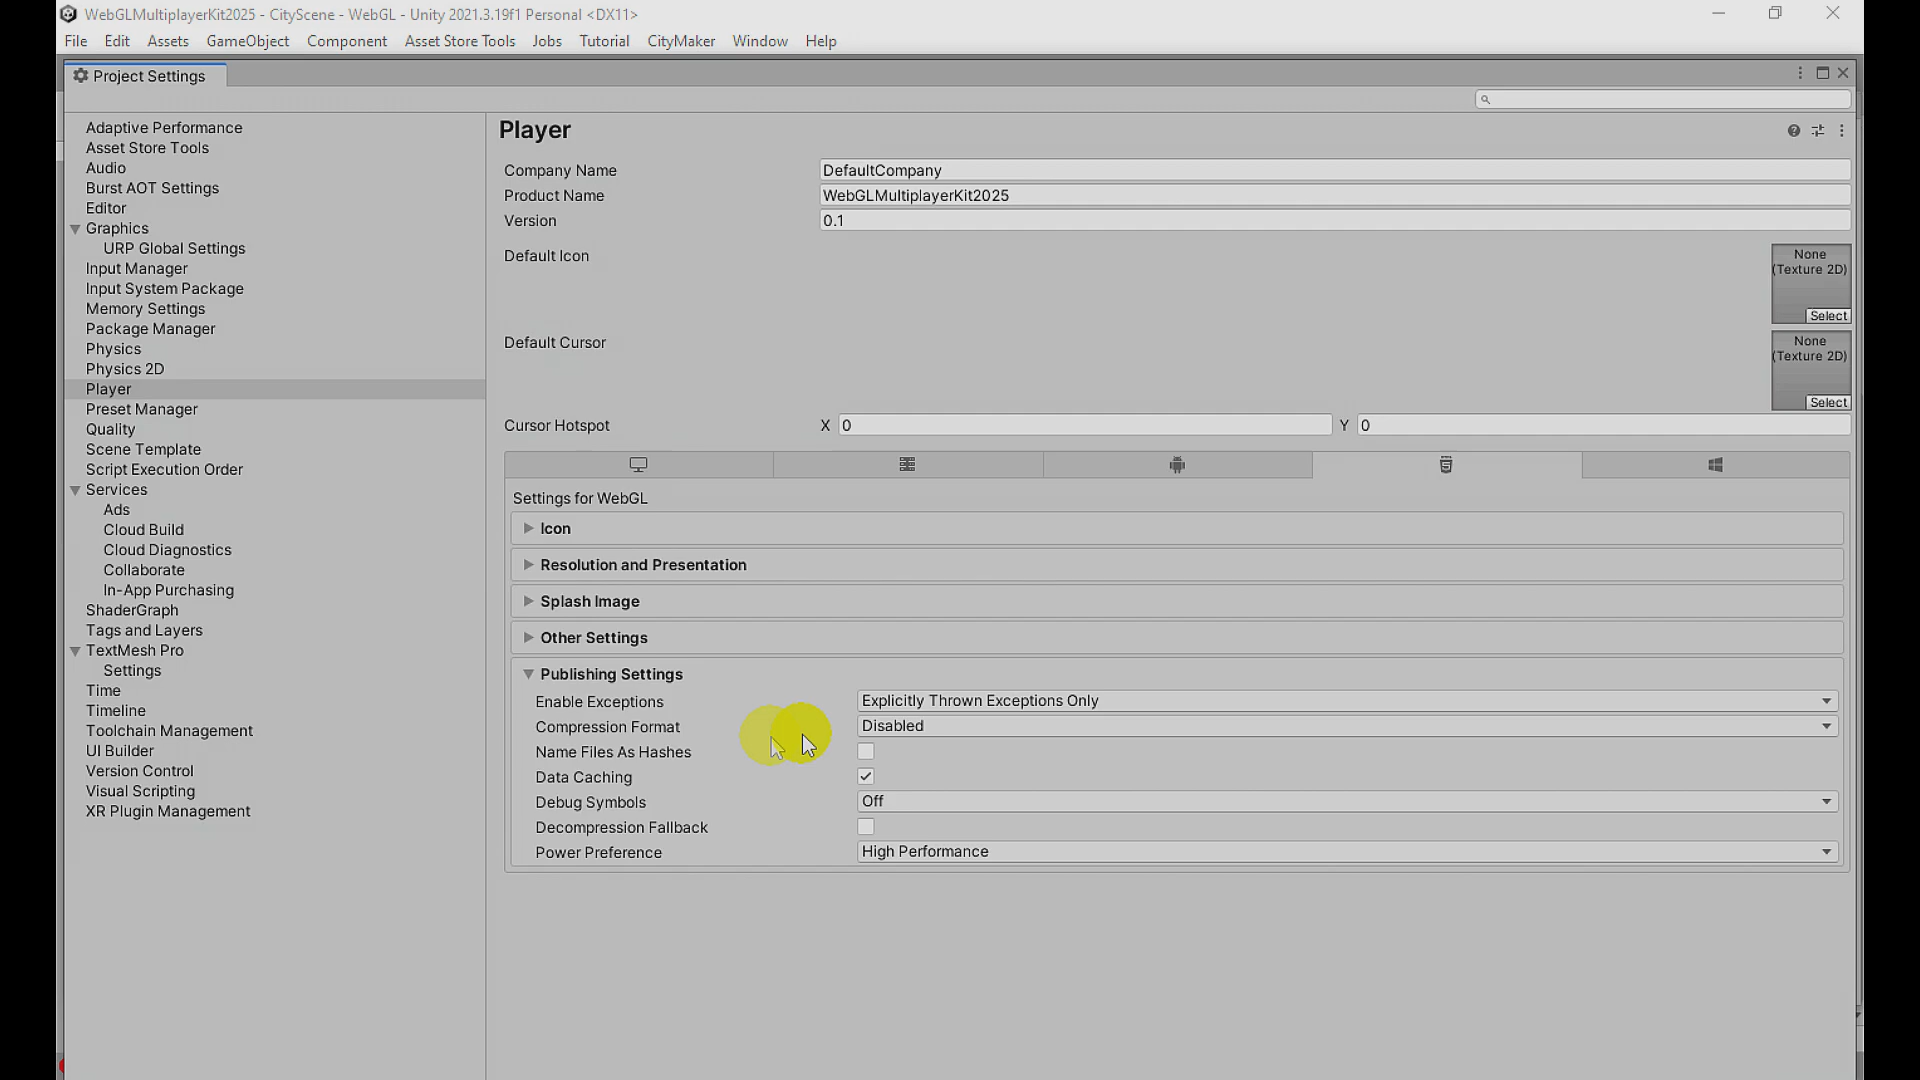 WebGLMultiplayerKit2025 - CityScene - WebGL - Unity 2021.3.19f1 Personal <DX11>
File Edit Assets GameObject Component Asset Store Tools Jobs Tutorial CityMaker Window Help
Project Settings
Adaptive Performance
Asset Store Tools
Audio
Burst AOT Settings
Editor
Graphics
URP Global Settings
Input Manager
Input System Package
Memory Settings
Package Manager
Physics
Physics 2D
Player
Preset Manager
Quality
Scene Template
Script Execution Order
Services
Ads
Cloud Build
Cloud Diagnostics
Collaborate
In-App Purchasing
ShaderGraph
Tags and Layers
TextMesh Pro
Settings
Time
Timeline
Toolchain Management
UI Builder
Version Control
Visual Scripting
XR Plugin Management
Player
Company Name DefaultCompany
Product Name WebGLMultiplayerKit2025
Version 0.1
Default Icon
None
(Texture 2D)
Select
Default Cursor
None
(Texture 2D)
Select
Cursor Hotspot X 0 Y 0
Settings for WebGL
Icon
Resolution and Presentation
Splash Image
Other Settings
Publishing Settings
Enable Exceptions Explicitly Thrown Exceptions Only
Compression Format Disabled
Name Files As Hashes
Data Caching
Debug Symbols Off
Decompression Fallback
Power Preference High Performance